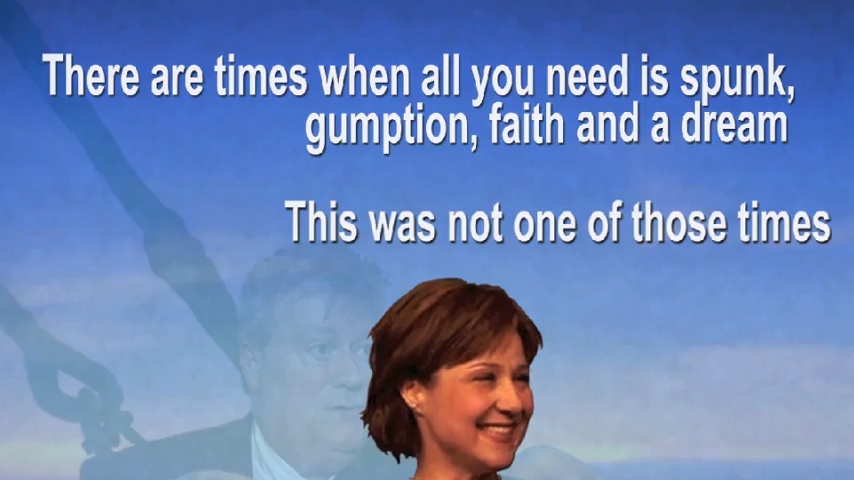 There are times when all you need is spunk,
gumption, faith and a dream
This was not one of those times